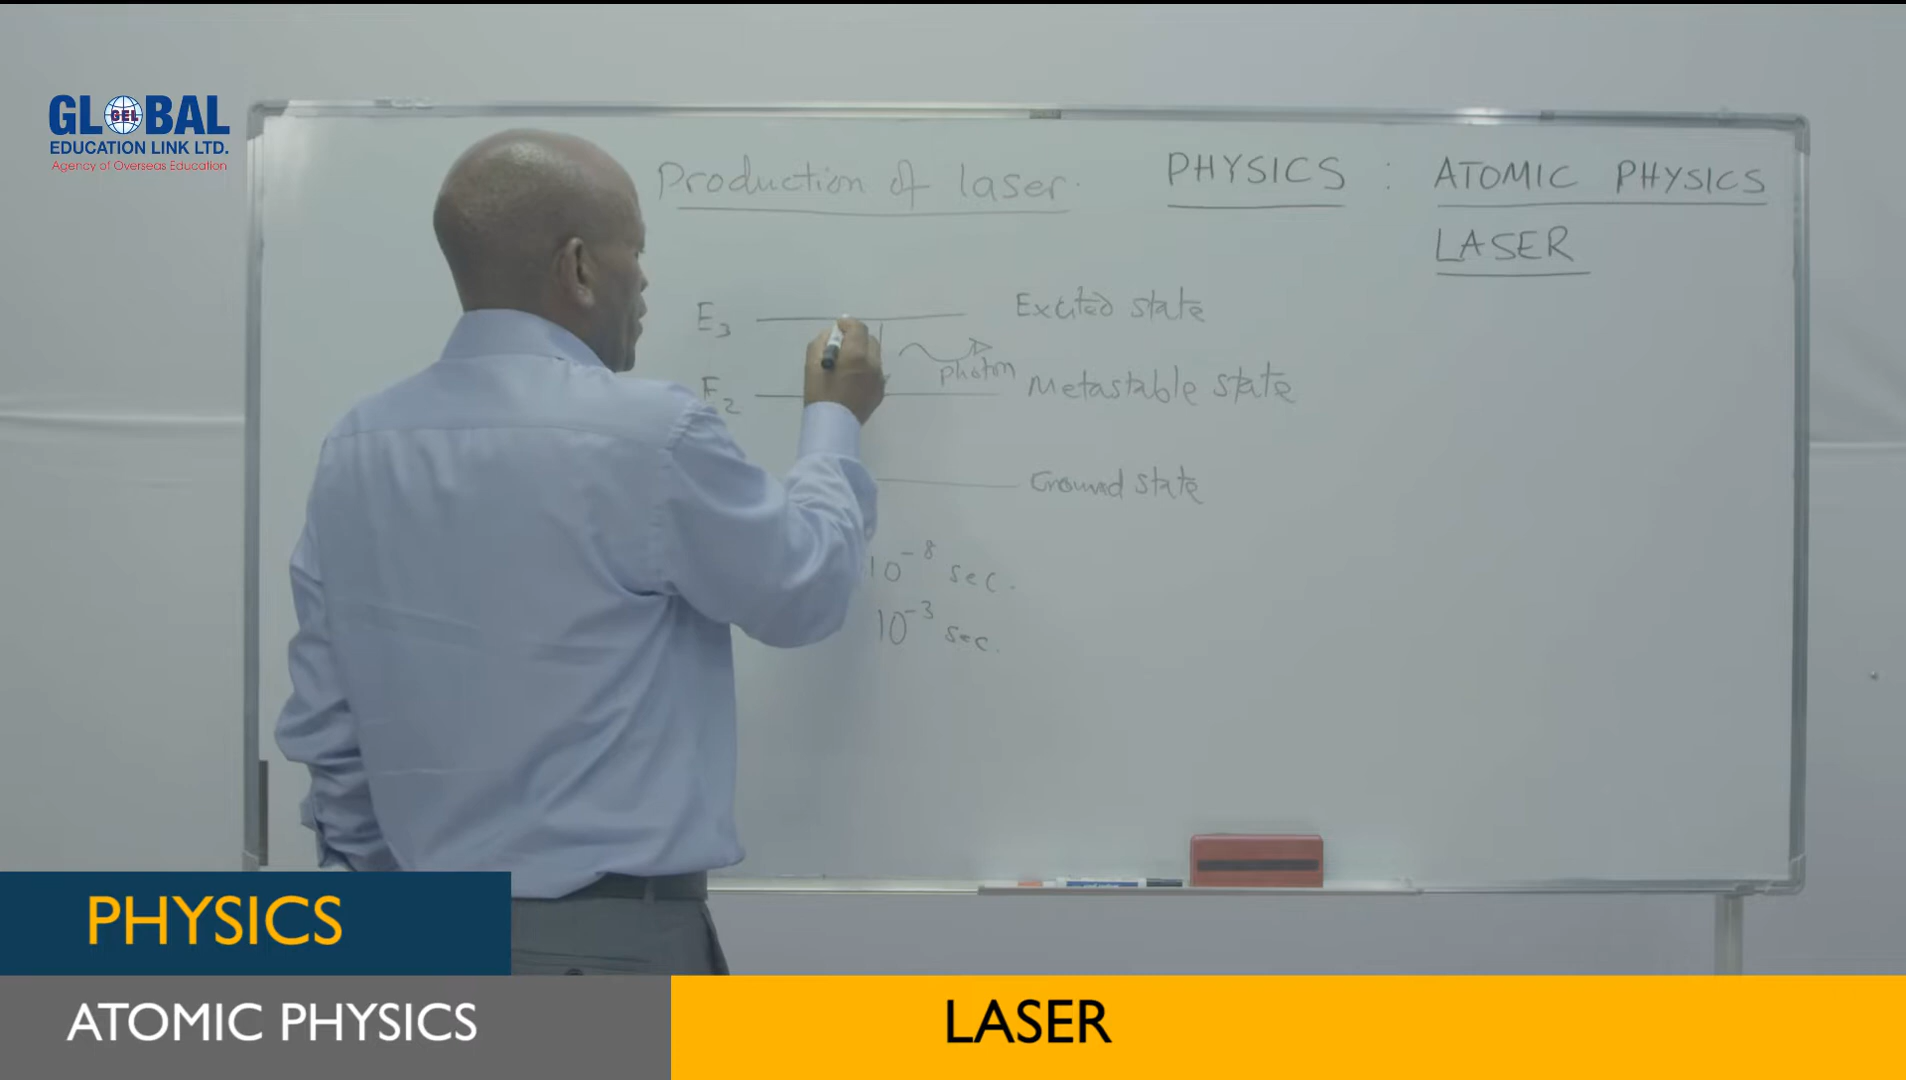 GLOBAL
GEL
EDUCATION LINK LTD.
Agency of Overseas Education
Production of laser.
PHYSICS : ATOMIC PHYSICS
LASER
E3 Excited state
photon
E2 Metastable state
Ground state
10⁻⁸ sec.
10⁻³ sec.
PHYSICS
ATOMIC PHYSICS
LASER